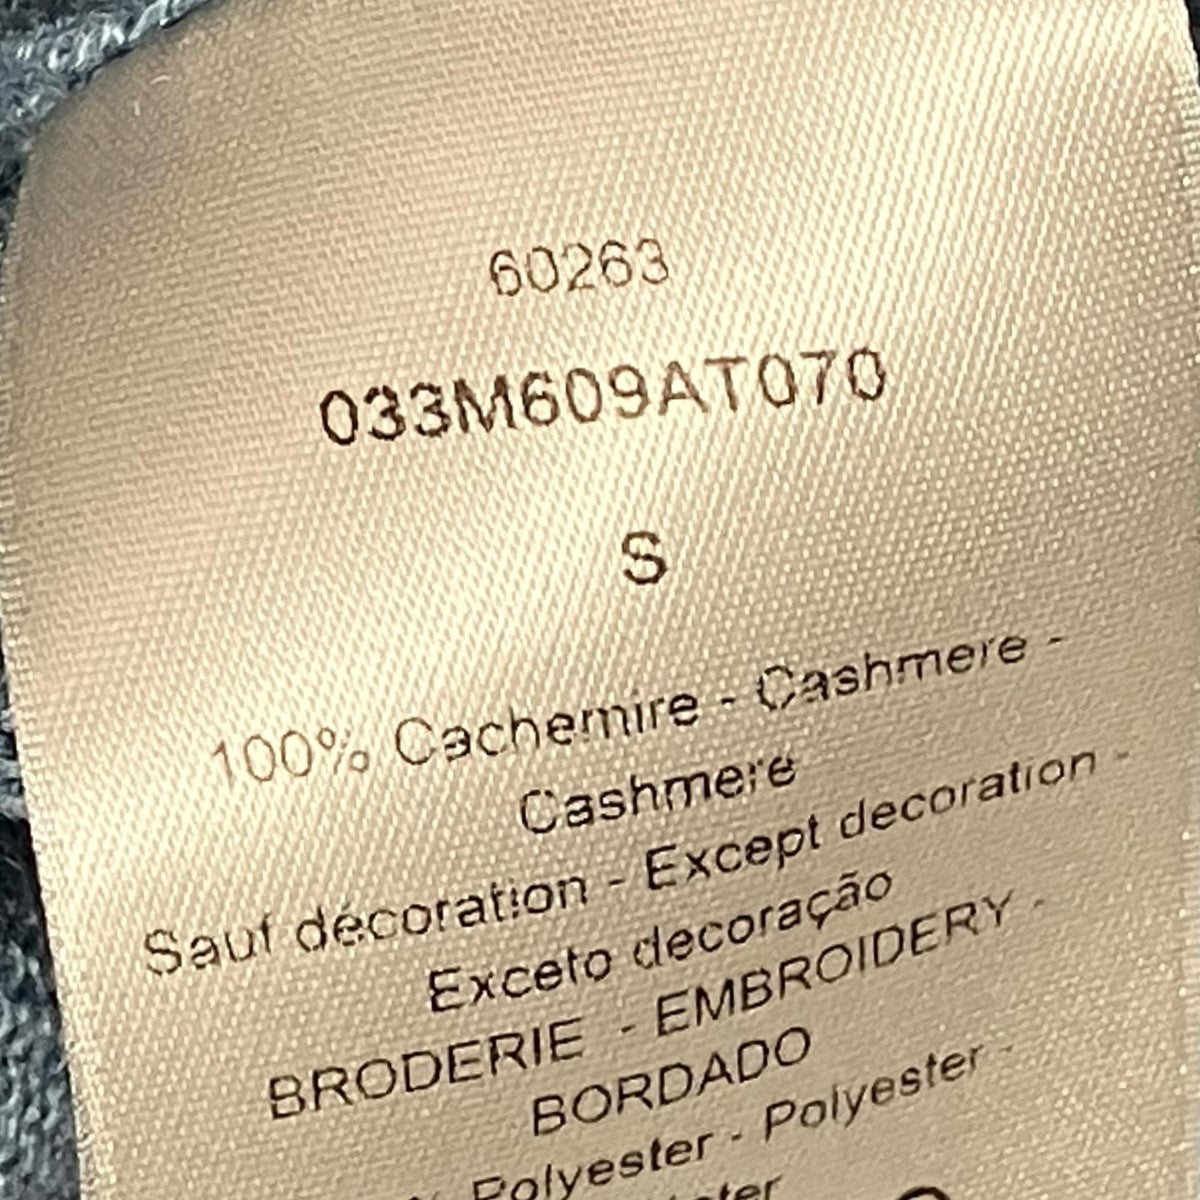 60263
033M609AT070
S
100% Cachemire - Cashmere -
Cashmere
Sauf décoration - Except decoration -
Exceto decoração
BRODERIE - EMBROIDERY -
BORDADO
Polyester - Polyester -